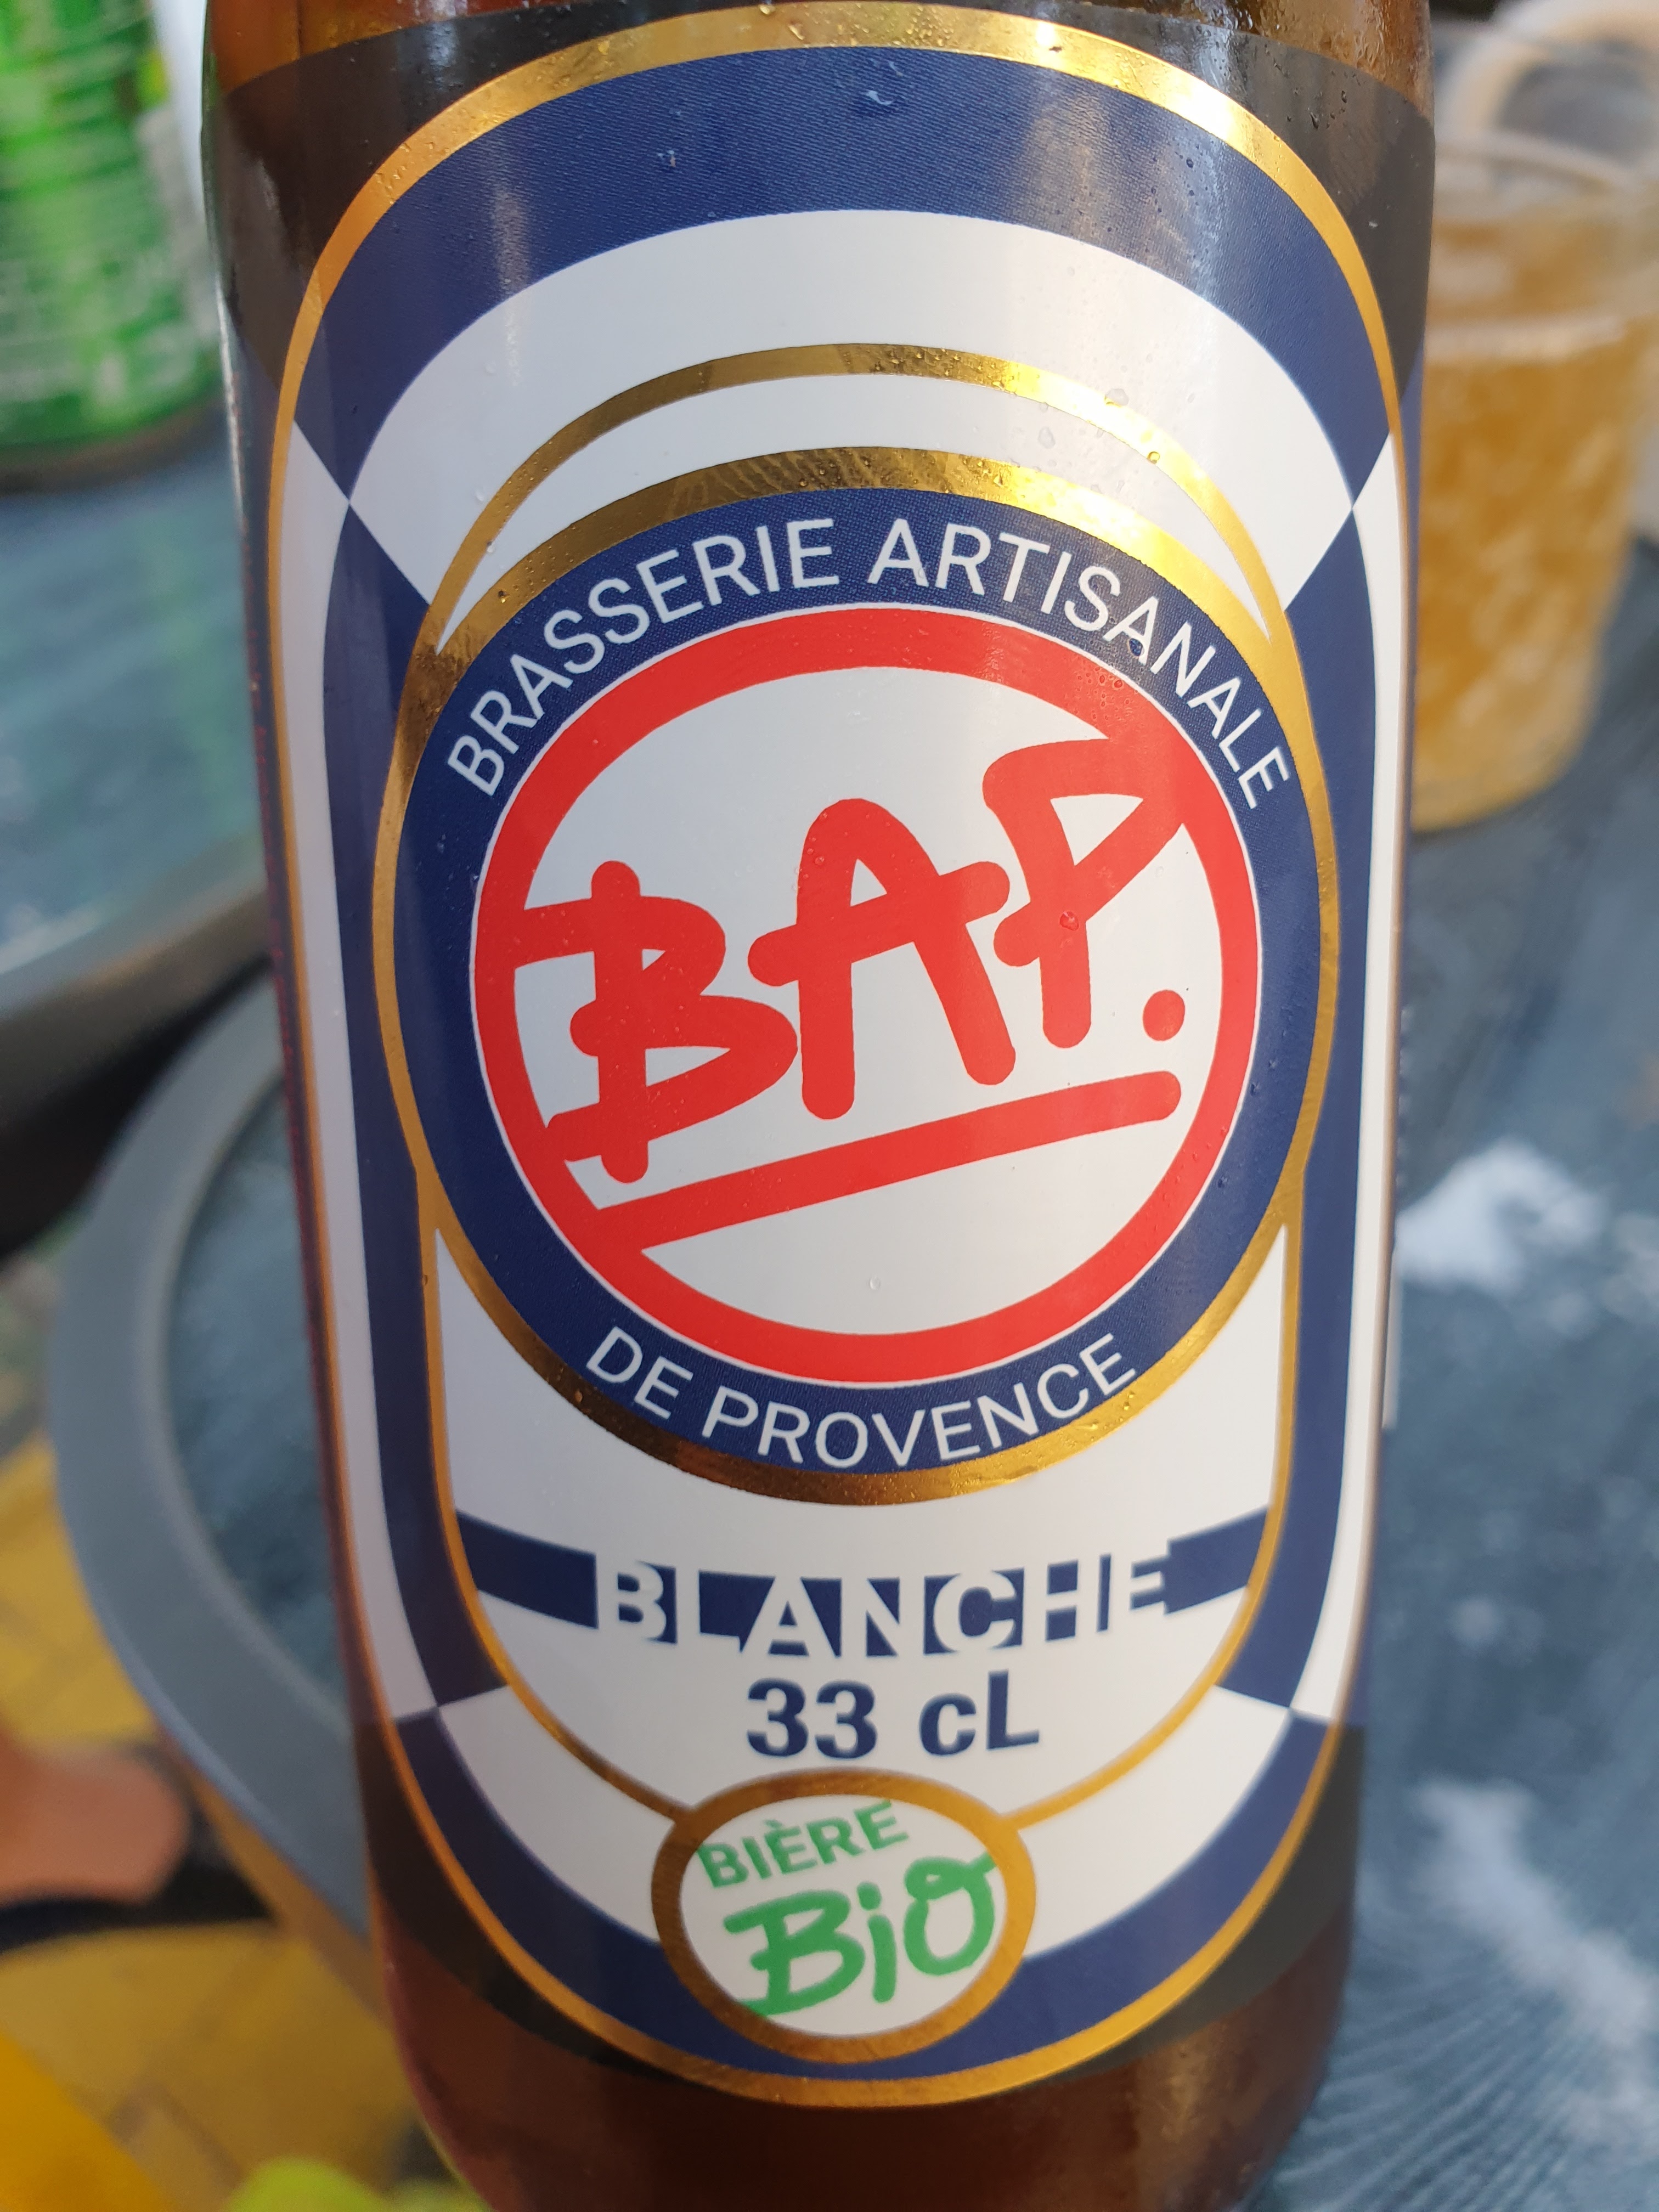 BRASSERIE ARTISANALE
BAP.
DE PROVENCE
BLANCHE
33 cL
BIÈRE
BiO